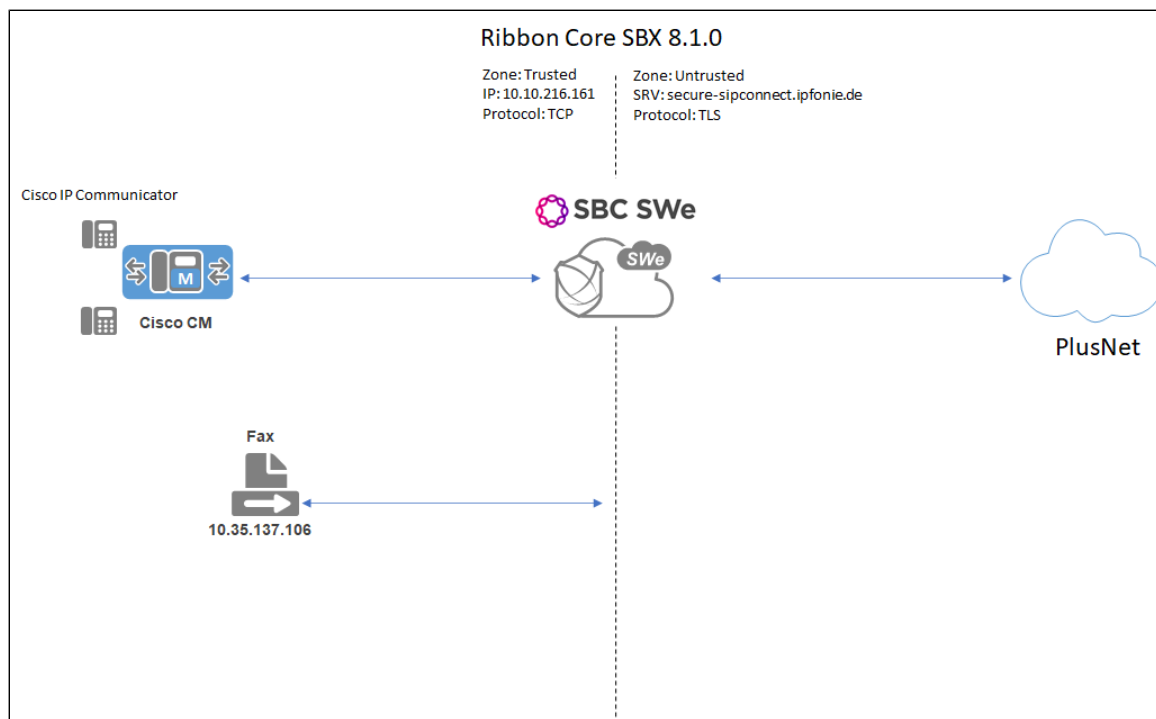 Ribbon Core SBX 8.1.0
Zone: Trusted
IP: 10.10.216.161
Protocol: TCP
Zone: Untrusted
SRV: secure-sipconnect.ipfonie.de
Protocol: TLS
Cisco IP Communicator
SBC SWe
SWe
M
Cisco CM
PlusNet
Fax
10.35.137.106